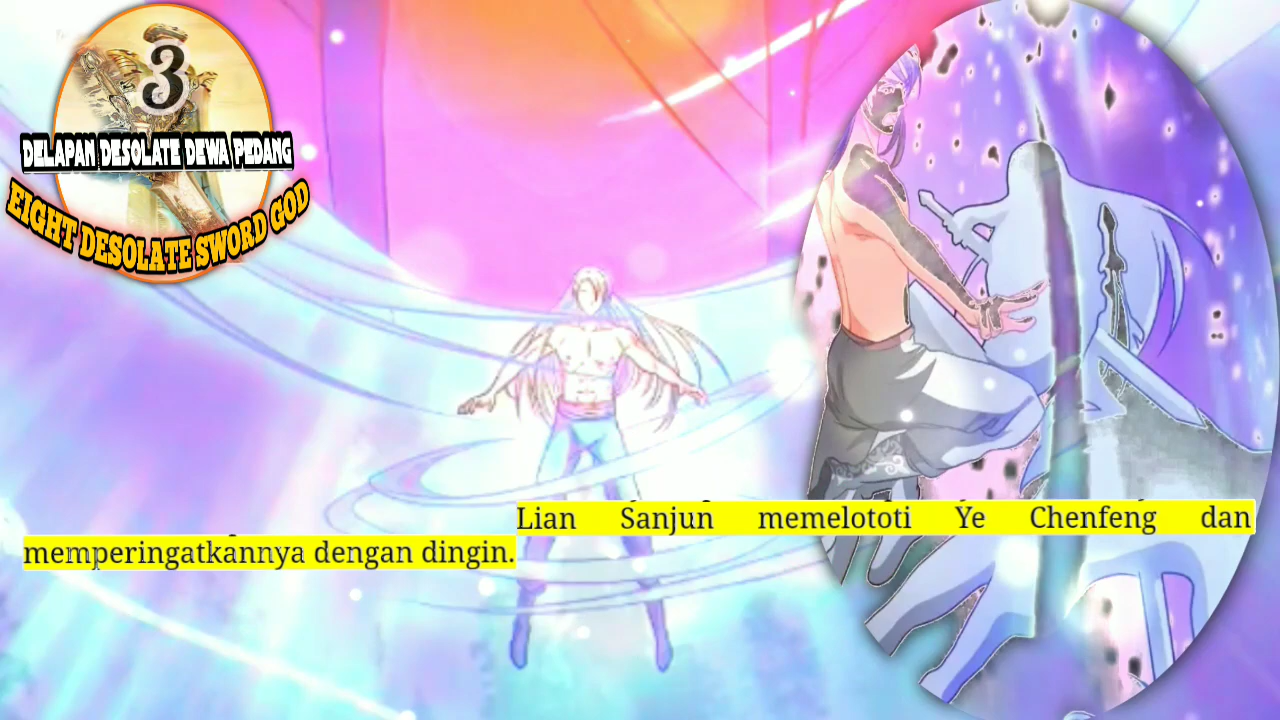 3
DELAPAN DESOLATE DEWA PEDANG
EIGHT DESOLATE SWORD GOD
Lian Sanjun memelototi Ye Chenfeng dan
memperingatkannya dengan dingin.